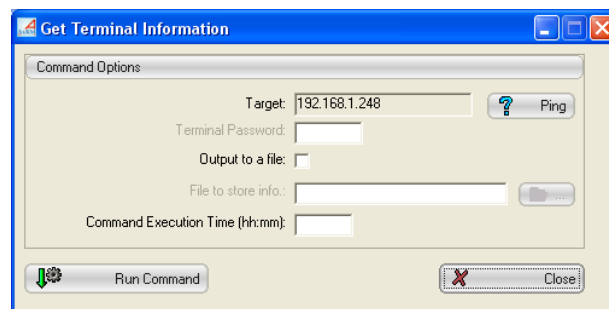 Get Terminal Information
Command Options
Target: 192.168.1.248 Ping
Terminal Password:
Output to a file:
File to store info.: ...
Command Execution Time (hh:mm):
Run Command Close